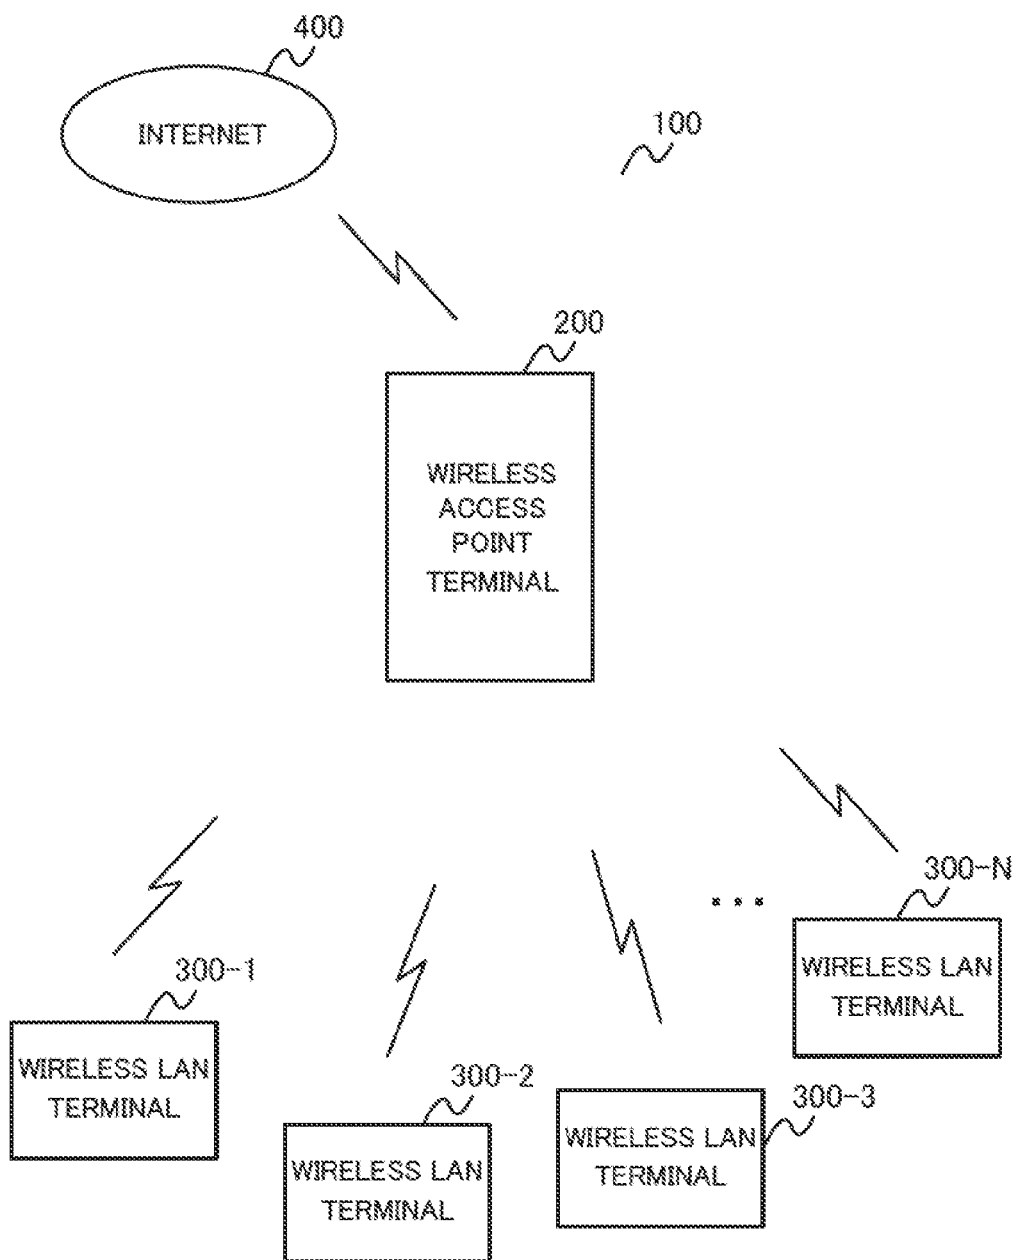 400
INTERNET
100
200
WIRELESS
ACCESS
POINT
TERMINAL
300-N
...
WIRELESS LAN
TERMINAL
300-1
WIRELESS LAN
TERMINAL
300-2
WIRELESS LAN
TERMINAL
300-3
WIRELESS LAN
TERMINAL